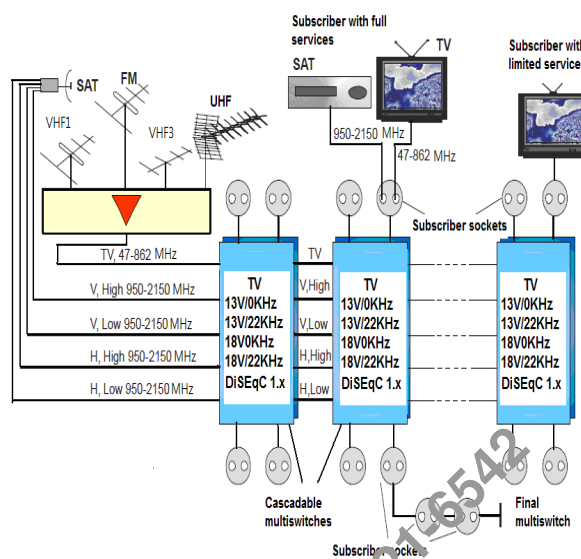 Subscriber with full
services
SAT
TV
Subscriber with
limited service
FM
SAT
UHF
VHF1
VHF3
950-2150 MHz
47-862 MHz
Subscriber sockets
TV, 47-862 MHz
V, High 950-2150 MHz
V, Low 950-2150 MHz
H, High 950-2150 MHz
H, Low 950-2150 MHz
TV
13V/0KHz
13V/22KHz
18V0KHz
18V/22KHz
DiSEqC 1.x
TV
V,High
V,Low
H,High
H,Low
TV
13V/0KHz
13V/22KHz
18V0KHz
18V/22KHz
DiSEqC 1.x
TV
13V/0KHz
13V/22KHz
18V0KHz
18V/22KHz
DiSEqC 1.x
Cascadable
multiswitches
Final
multiswitch
Subscriber sockets
01-6542